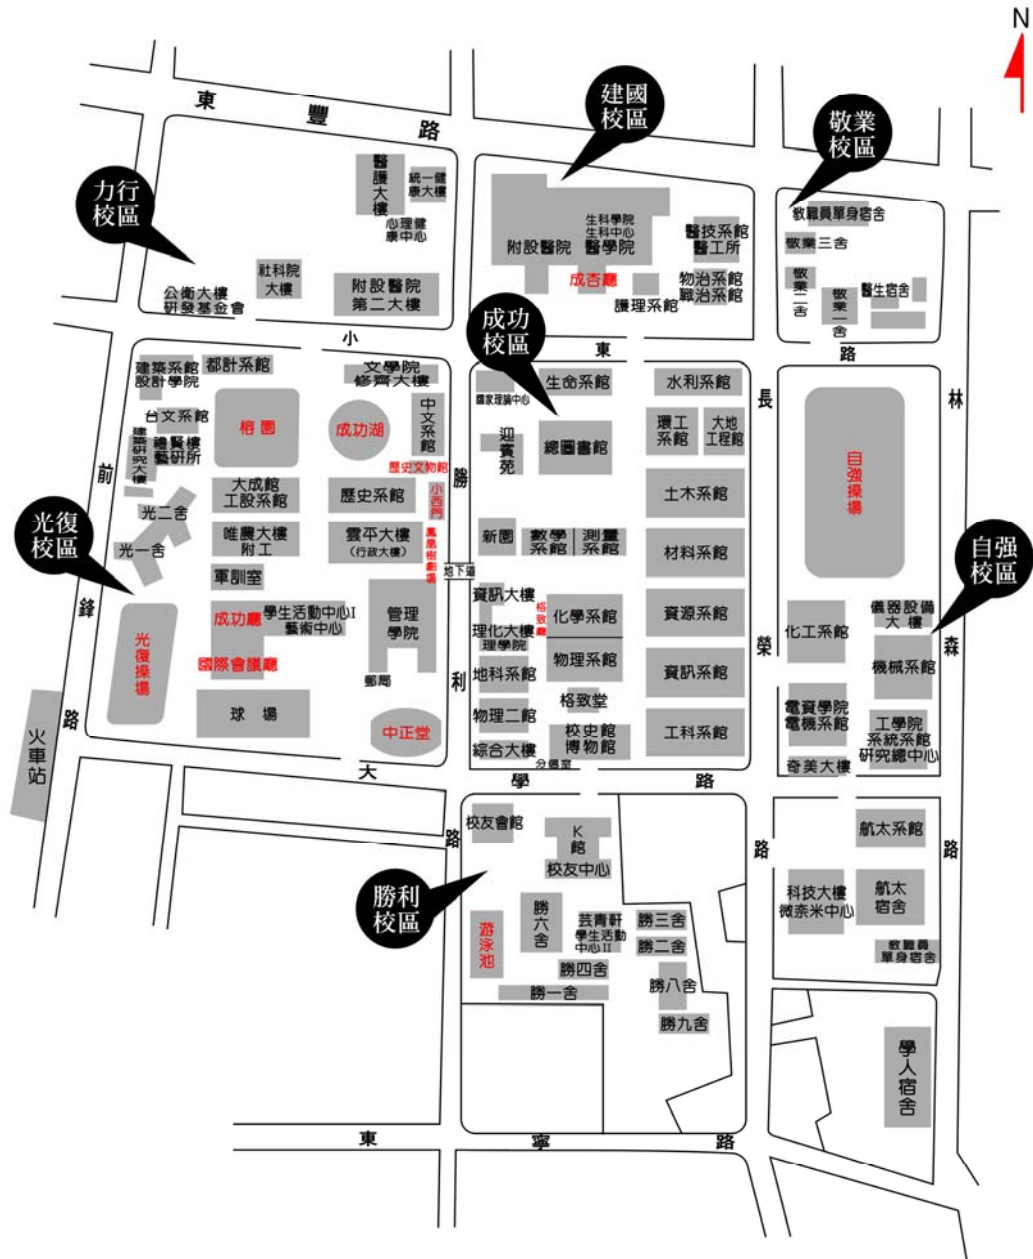 N
東豐路
建國
校區
敬業
校區
力行
校區
醫護大樓
統一健
康大樓
心理健
康中心
社科院
大樓
公衛大樓
研發基金會
附設醫院
第二大樓
生科學院
生科中心
附設醫院
醫學院
成杏廳
護理系館
醫技系館
醫工所
物治系館
職治系館
教職員單身宿舍
敬業三舍
敬業二舍
敬業一舍
醫生宿舍
小東路
成功
校區
建築系館
設計學院
都計系館
台文系館
建築研究大樓
禮賢樓
藝研所
榕園
文學院
修齊大樓
成功湖
中文系館
歷史文物館
大成館
工設系館
歷史系館
小西門
光二舍
光一舍
唯農大樓
附工
雲平大樓
(行政大樓)
鳳凰樹劇場
地下道
軍訓室
成功廳
學生活動中心I
藝術中心
國際會議廳
管理
學院
郵局
光復
校區
光復操場
球場
中正堂
前鋒路
火車站
勝利路
國家理論中心
生命系館
水利系館
迎賓苑
總圖書館
環工
系館
大地
工程館
土木系館
新園
數學
系館
測量
系館
材料系館
資訊大樓
格致廳
化學系館
資源系館
理化大樓
理學院
物理系館
地科系館
資訊系館
格致堂
物理二館
校史館
博物館
工科系館
綜合大樓
分信室
長榮路
林森路
自強操場
自強
校區
化工系館
儀器設備
大樓
機械系館
電資學院
電機系館
工學院
系統系館
研究總中心
奇美大樓
大學路
校友會館
K
館
校友中心
勝利
校區
游泳池
勝六舍
芸青軒
學生活動
中心II
勝三舍
勝二舍
勝四舍
勝一舍
勝八舍
勝九舍
航太系館
科技大樓
微奈米中心
航太
宿舍
教職員
單身宿舍
學人宿舍
東寧路